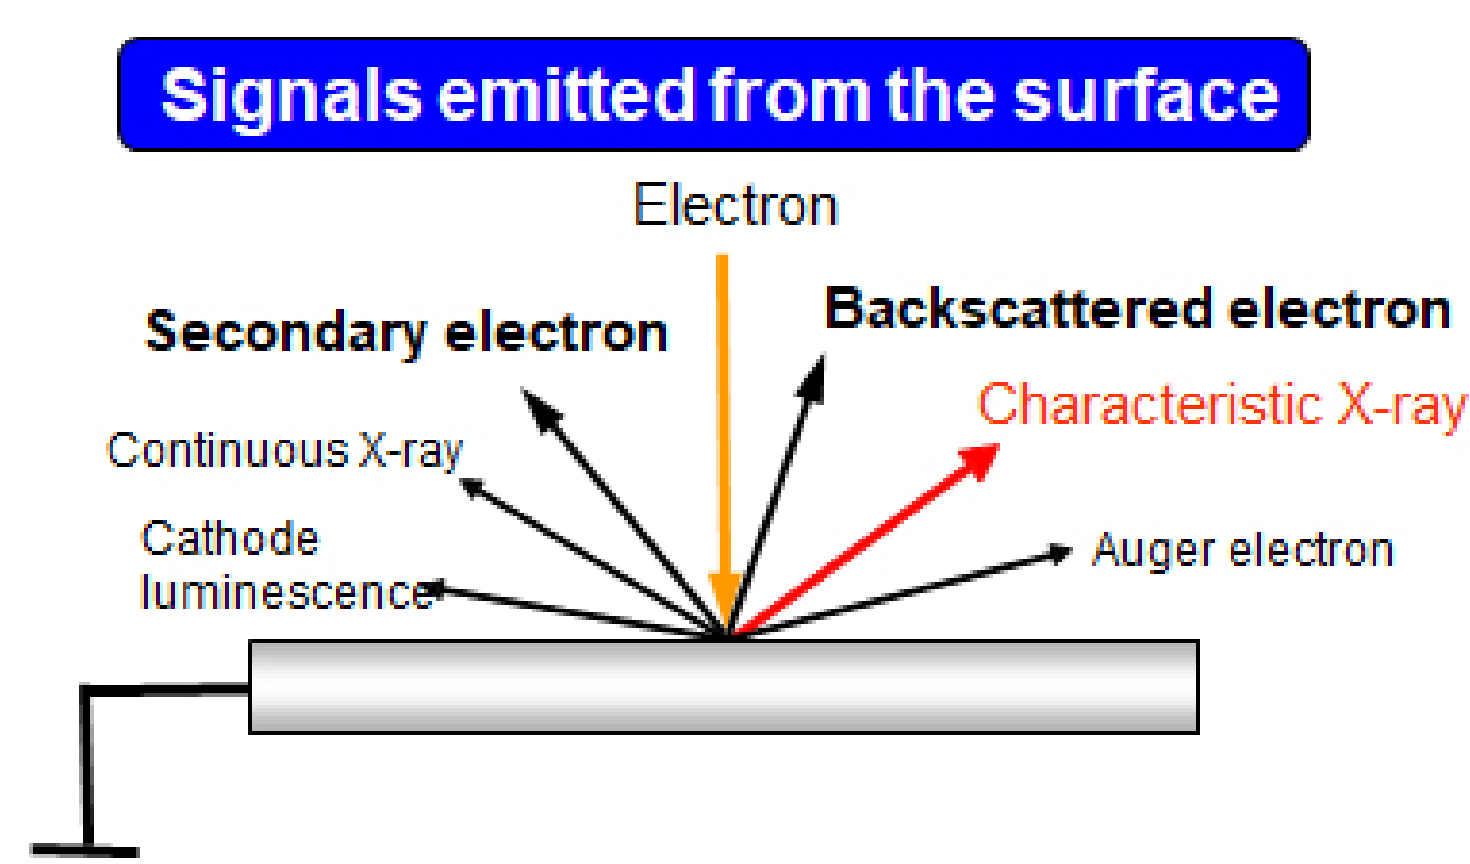 Signals emitted from the surface
Electron
Backscattered electron
Secondary electron
Characteristic X-ray
Continuous X-ray
Cathode
luminescence
Auger electron